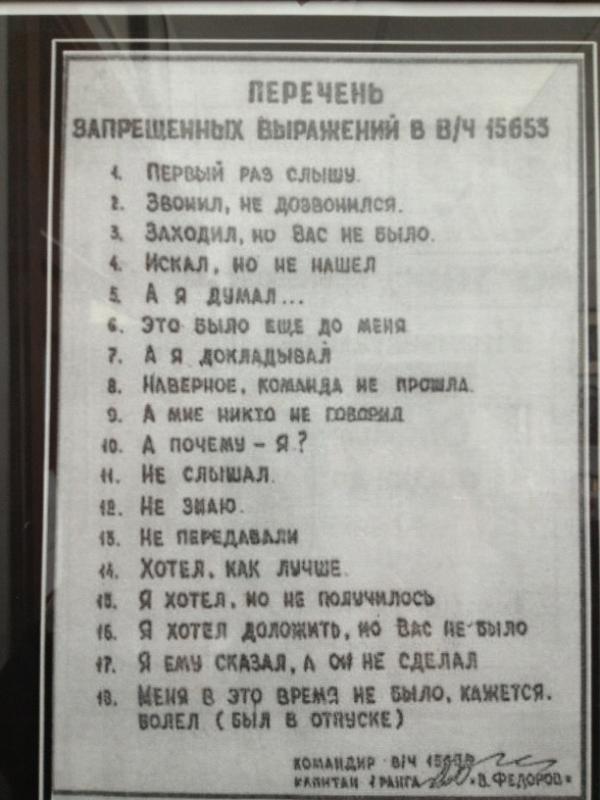 ПЕРЕЧЕНЬ
ЗАПРЕЩЕННЫХ ВЫРАЖЕНИЙ В В/Ч 15653
1. ПЕРВЫЙ РАЗ СЛЫШУ.
2. ЗВОНИЛ, НЕ ДОЗВОНИЛСЯ.
3. ЗАХОДИЛ, НО ВАС НЕ БЫЛО.
4. ИСКАЛ, НО НЕ НАШЕЛ
5. А Я ДУМАЛ...
6. ЭТО БЫЛО ЕЩЕ ДО МЕНЯ
7. А Я ДОКЛАДЫВАЛ
8. НАВЕРНОЕ, КОМАНДА НЕ ПРОШЛА.
9. А МНЕ НИКТО НЕ ГОВОРИЛ
10. А ПОЧЕМУ - Я?
11. НЕ СЛЫШАЛ.
12. НЕ ЗНАЮ.
13. НЕ ПЕРЕДАВАЛИ
14. ХОТЕЛ, КАК ЛУЧШЕ.
15. Я ХОТЕЛ, НО НЕ ПОЛУЧИЛОСЬ
16. Я ХОТЕЛ ДОЛОЖИТЬ, НО ВАС НЕ БЫЛО
17. Я ЕМУ СКАЗАЛ, А ОН НЕ СДЕЛАЛ
18. МЕНЯ В ЭТО ВРЕМЯ НЕ БЫЛО, КАЖЕТСЯ.
БОЛЕЛ (БЫЛ В ОТПУСКЕ)
КОМАНДИР В/Ч 15653
КАПИТАН 1 РАНГА "В. ФЕДОРОВ"